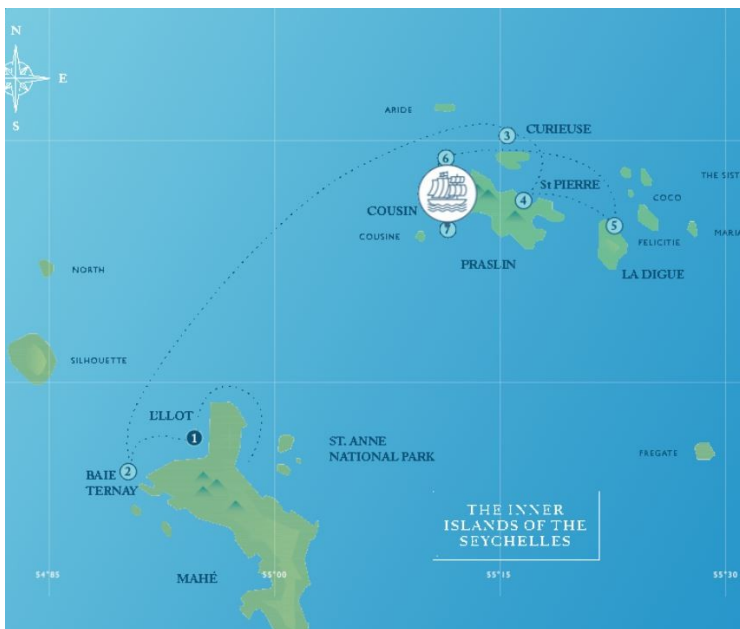 N
E
S
ARIDE
3
CURIEUSE
6
THE SIST
St PIERRE
4
COCO
COUSIN
5
7
COUSINE
FELICITIE
MARIA
PRASLIN
LA DIGUE
NORTH
SILHOUETTE
L'LLOT
1
ST. ANNE
NATIONAL PARK
FREGATE
2
BAIE
TERNAY
THE INNER
ISLANDS OF THE
SEYCHELLES
MAHÉ
54°85
55°00
55°15
55°30